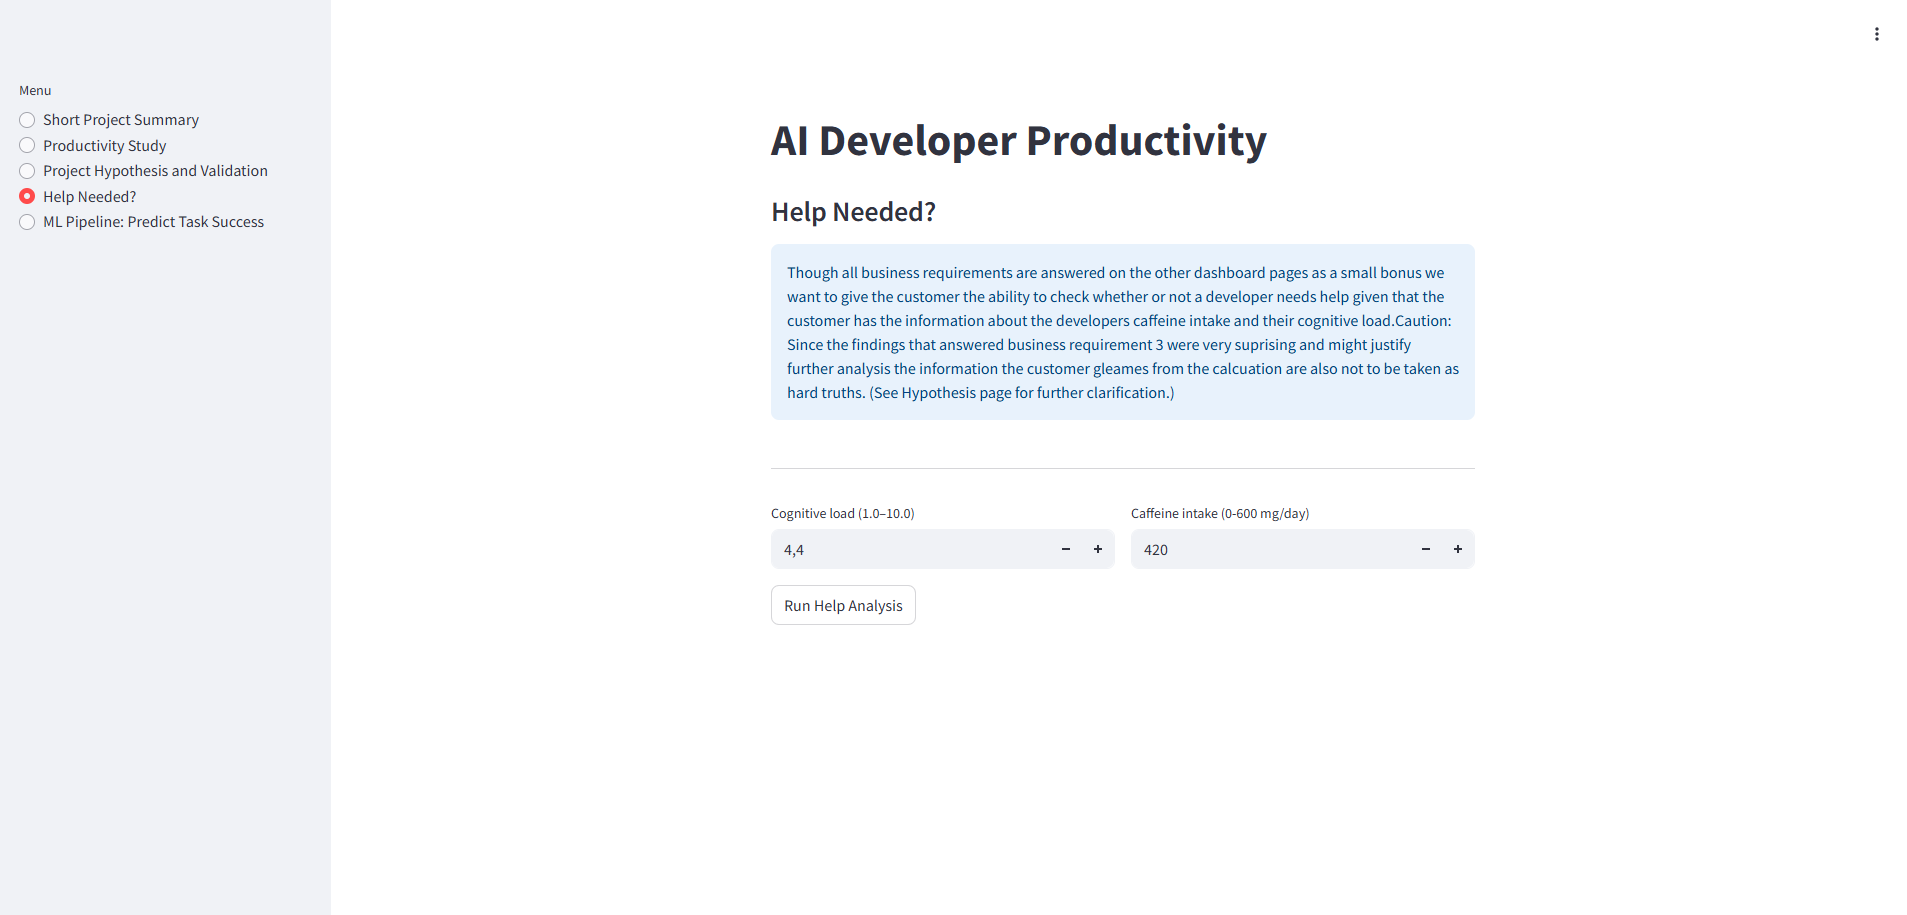 Menu
Short Project Summary
Productivity Study
Project Hypothesis and Validation
Help Needed?
ML Pipeline: Predict Task Success
AI Developer Productivity
Help Needed?
Though all business requirements are answered on the other dashboard pages as a small bonus we
want to give the customer the ability to check whether or not a developer needs help given that the
customer has the information about the developers caffeine intake and their cognitive load.Caution:
Since the findings that answered business requirement 3 were very suprising and might justify
further analysis the information the customer gleames from the calcuation are also not to be taken as
hard truths. (See Hypothesis page for further clarification.)
Cognitive load (1.0–10.0)
Caffeine intake (0-600 mg/day)
4,4
420
Run Help Analysis